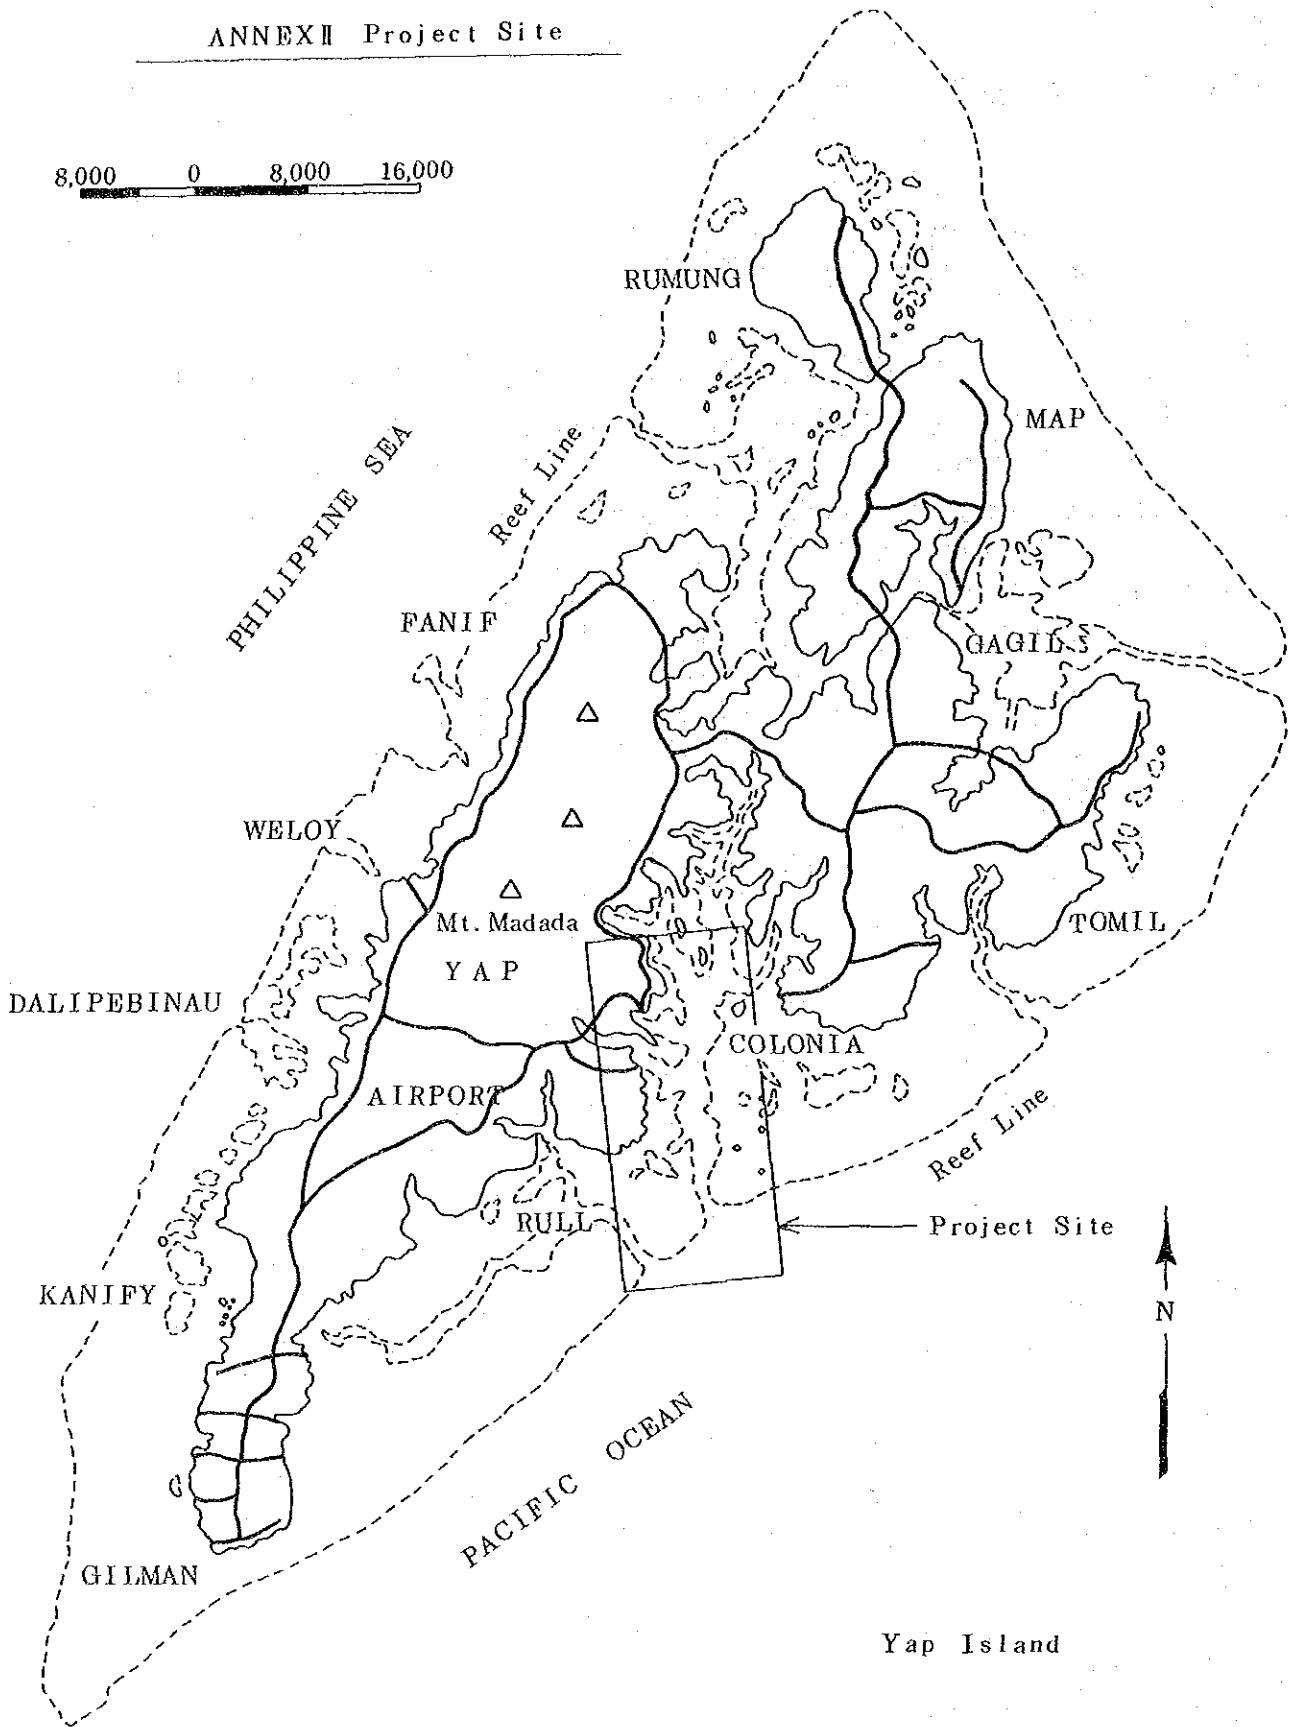 ANNEXⅡ Project Site
8,000 0 8,000 16,000
RUMUNG
MAP
PHILIPPINE SEA
Reef Line
FANIF
GAGIL
WELOY
Mt. Madada
YAP
TOMIL
DALIPEBINAU
COLONIA
AIRPORT
Reef Line
RULL
Project Site
KANIFY
N
PACIFIC OCEAN
GILMAN
Yap Island